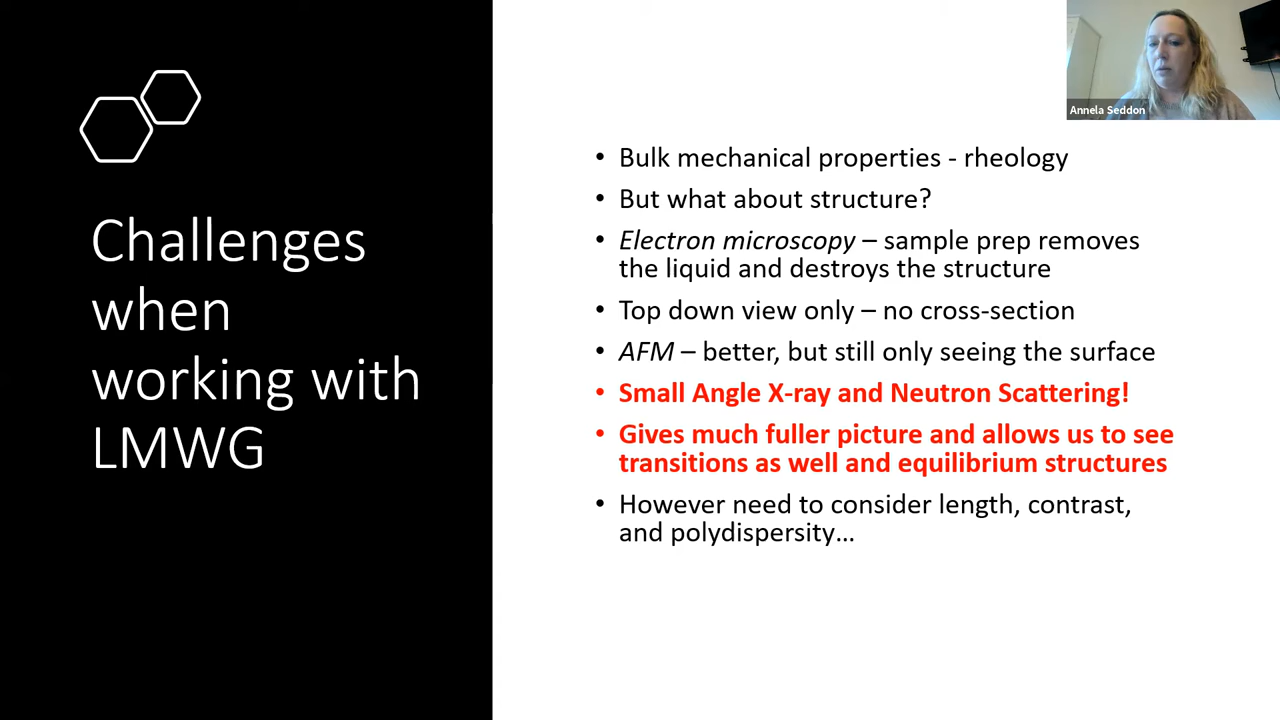 Annela Seddon
Challenges
when
working with
LMWG
• Bulk mechanical properties - rheology
• But what about structure?
• Electron microscopy – sample prep removes
the liquid and destroys the structure
• Top down view only – no cross-section
• AFM – better, but still only seeing the surface
• Small Angle X-ray and Neutron Scattering!
• Gives much fuller picture and allows us to see
transitions as well and equilibrium structures
• However need to consider length, contrast,
and polydispersity…